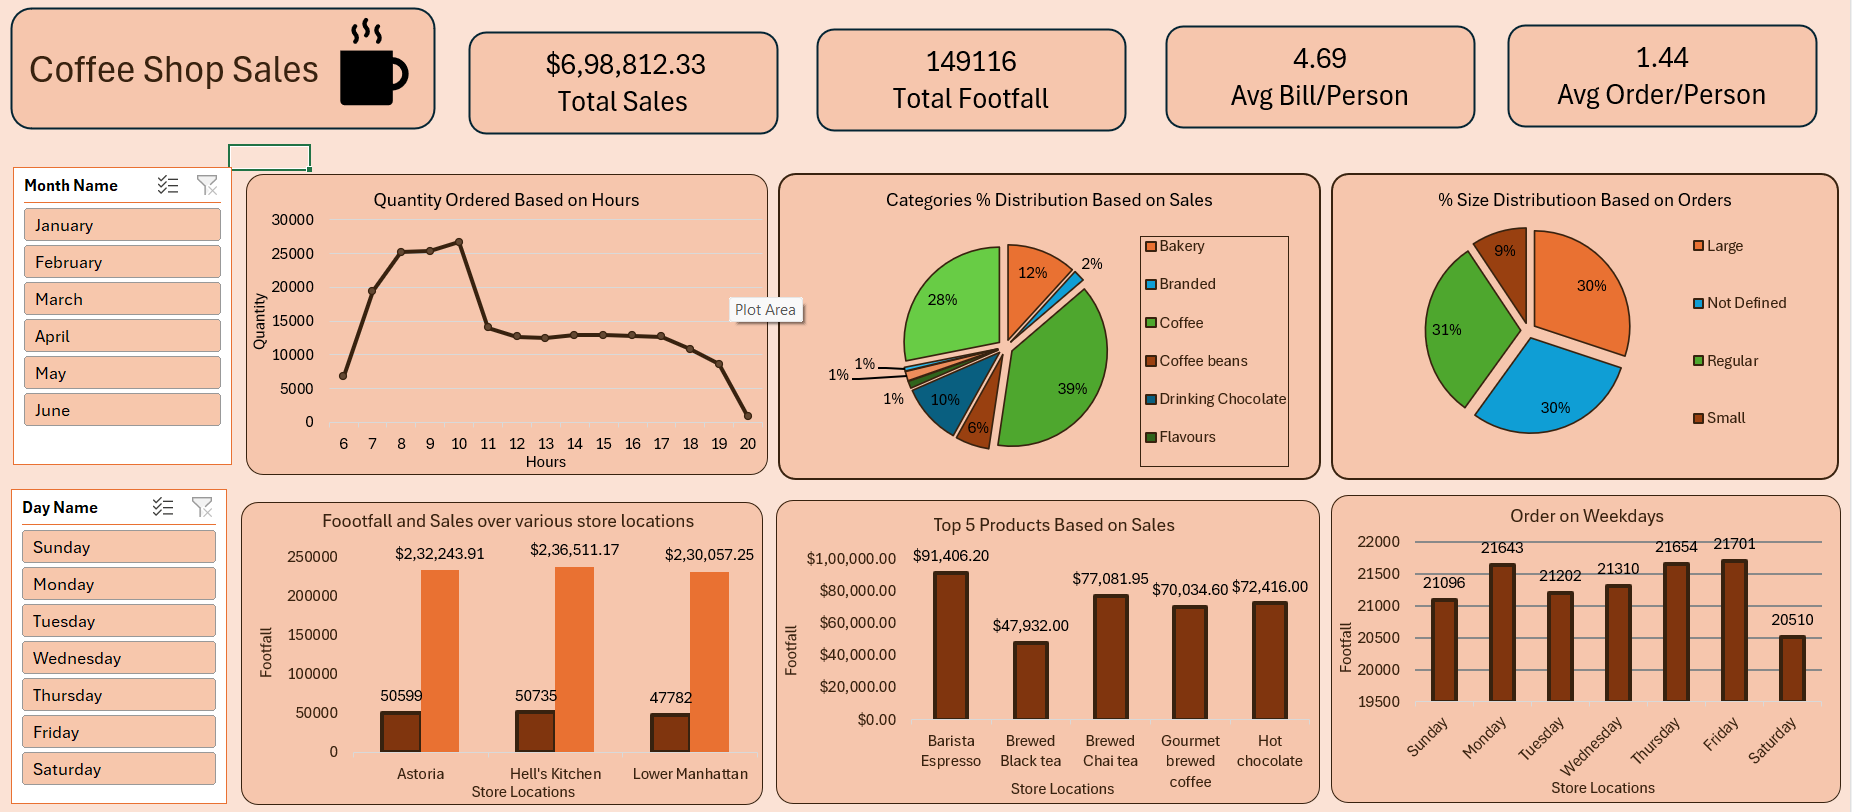 Coffee Shop Sales
$6,98,812.33
Total Sales
149116
Total Footfall
4.69
Avg Bill/Person
1.44
Avg Order/Person
Month Name
January
February
March
April
May
June
Quantity Ordered Based on Hours
Quantity
30000
25000
20000
15000
10000
5000
0
6 7 8 9 10 11 12 13 14 15 16 17 18 19 20
Hours
Plot Area
Categories % Distribution Based on Sales
12%
2%
28%
39%
1%
1%
1%
10%
6%
Bakery
Branded
Coffee
Coffee beans
Drinking Chocolate
Flavours
% Size Distributioon Based on Orders
9%
30%
31%
30%
Large
Not Defined
Regular
Small
Day Name
Sunday
Monday
Tuesday
Wednesday
Thursday
Friday
Saturday
Foootfall and Sales over various store locations
Footfall
250000
200000
150000
100000
50000
0
$2,32,243.91 $2,36,511.17 $2,30,057.25
50599 50735 47782
Astoria Hell's Kitchen Lower Manhattan
Store Locations
Top 5 Products Based on Sales
Footfall
$1,00,000.00
$80,000.00
$60,000.00
$40,000.00
$20,000.00
$0.00
$91,406.20
$47,932.00
$77,081.95
$70,034.60
$72,416.00
Barista
Espresso
Brewed
Black tea
Brewed
Chai tea
Gourmet
brewed
coffee
Hot
chocolate
Store Locations
Order on Weekdays
Footfall
22000
21500
21000
20500
20000
19500
21096
21643
21202
21310
21654
21701
20510
Sunday
Monday
Tuesday
Wednesday
Thursday
Friday
Saturday
Store Locations